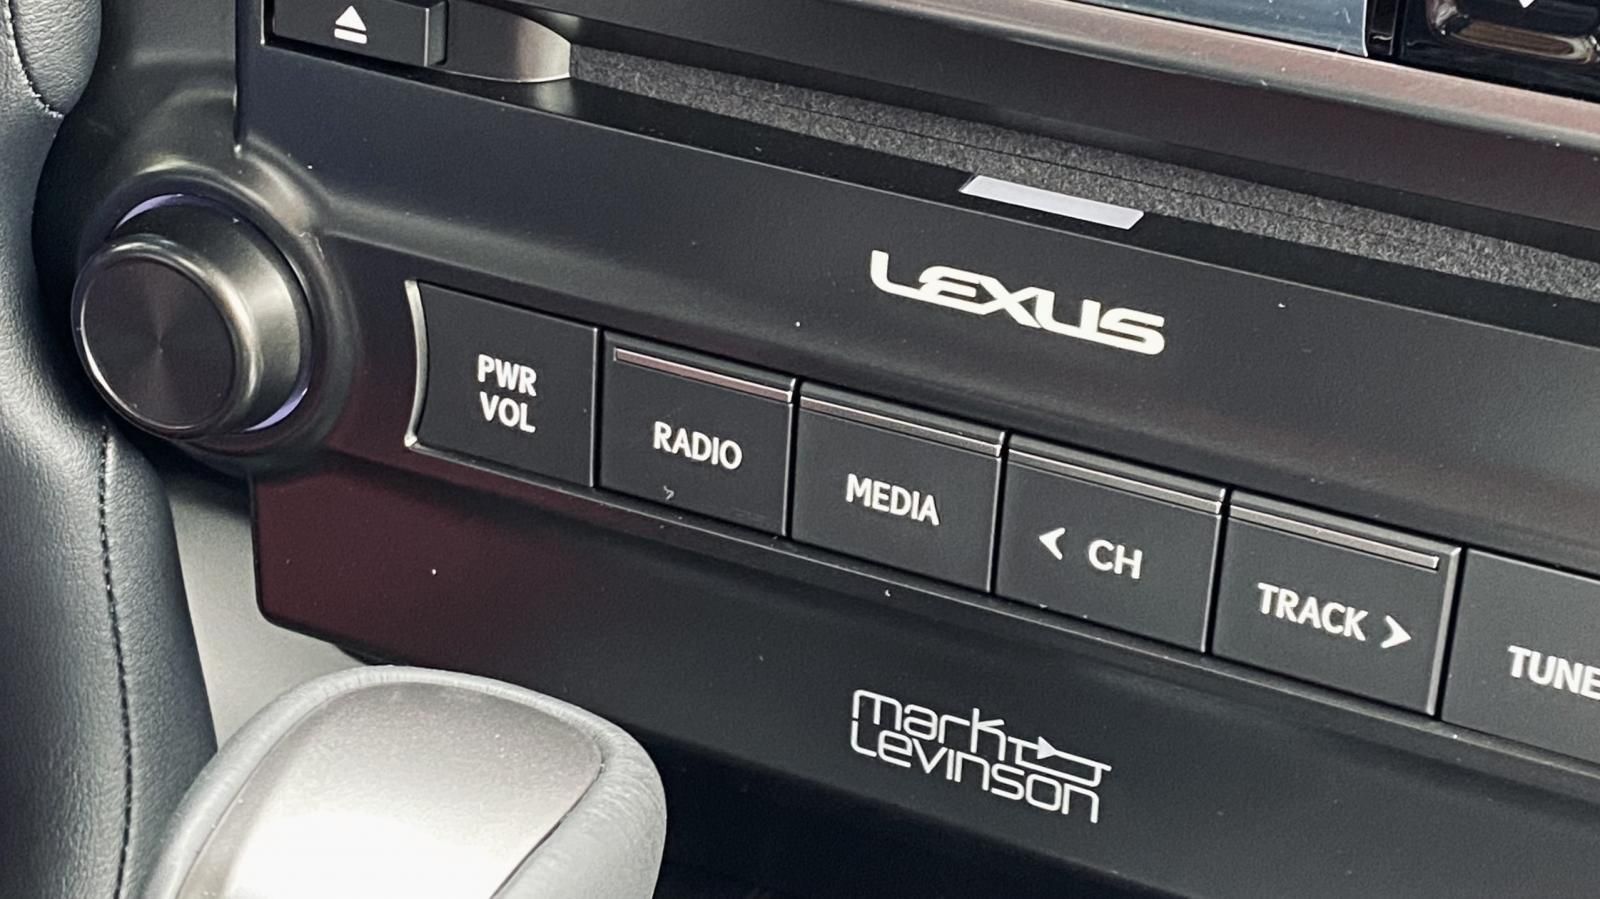 LEXUS
PWR
VOL
RADIO
MEDIA
< CH
TRACK >
TUNE
mark
Levinson